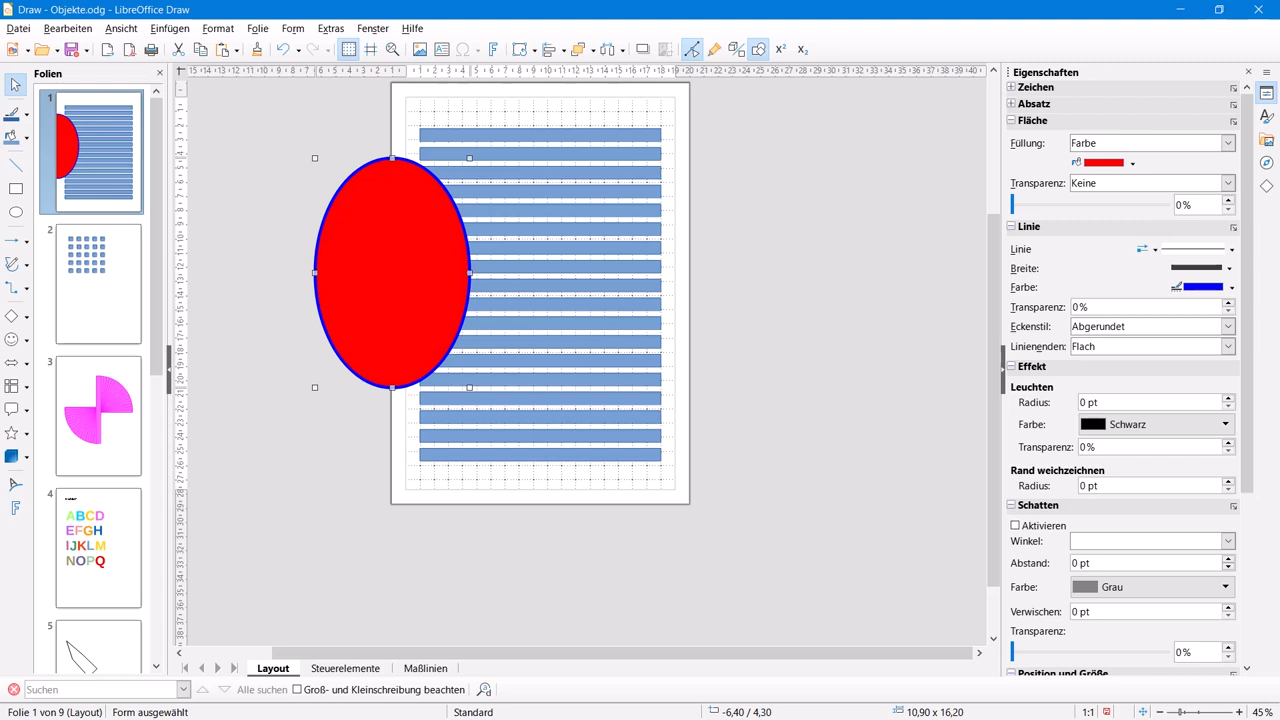 Draw - Objekte.odg - LibreOffice Draw
Datei Bearbeiten Ansicht Einfügen Format Folie Form Extras Fenster Hilfe
Folien
1
2
3
4
ABCD
EFGH
IJKLM
NOPQ
5
Eigenschaften
Zeichen
Absatz
Fläche
Füllung: Farbe
Transparenz: Keine
0%
Linie
Linie
Breite:
Farbe:
Transparenz: 0%
Eckenstil: Abgerundet
Linienenden: Flach
Effekt
Leuchten
Radius: 0 pt
Farbe: Schwarz
Transparenz: 0%
Rand weichzeichnen
Radius: 0 pt
Schatten
Aktivieren
Winkel:
Abstand: 0 pt
Farbe: Grau
Verwischen: 0 pt
Transparenz:
0%
Position und Größe
Layout Steuerelemente Maßlinien
Suchen Alle suchen Groß- und Kleinschreibung beachten
Folie 1 von 9 (Layout) Form ausgewählt Standard -6,40 / 4,30 10,90 x 16,20 1:1 45%